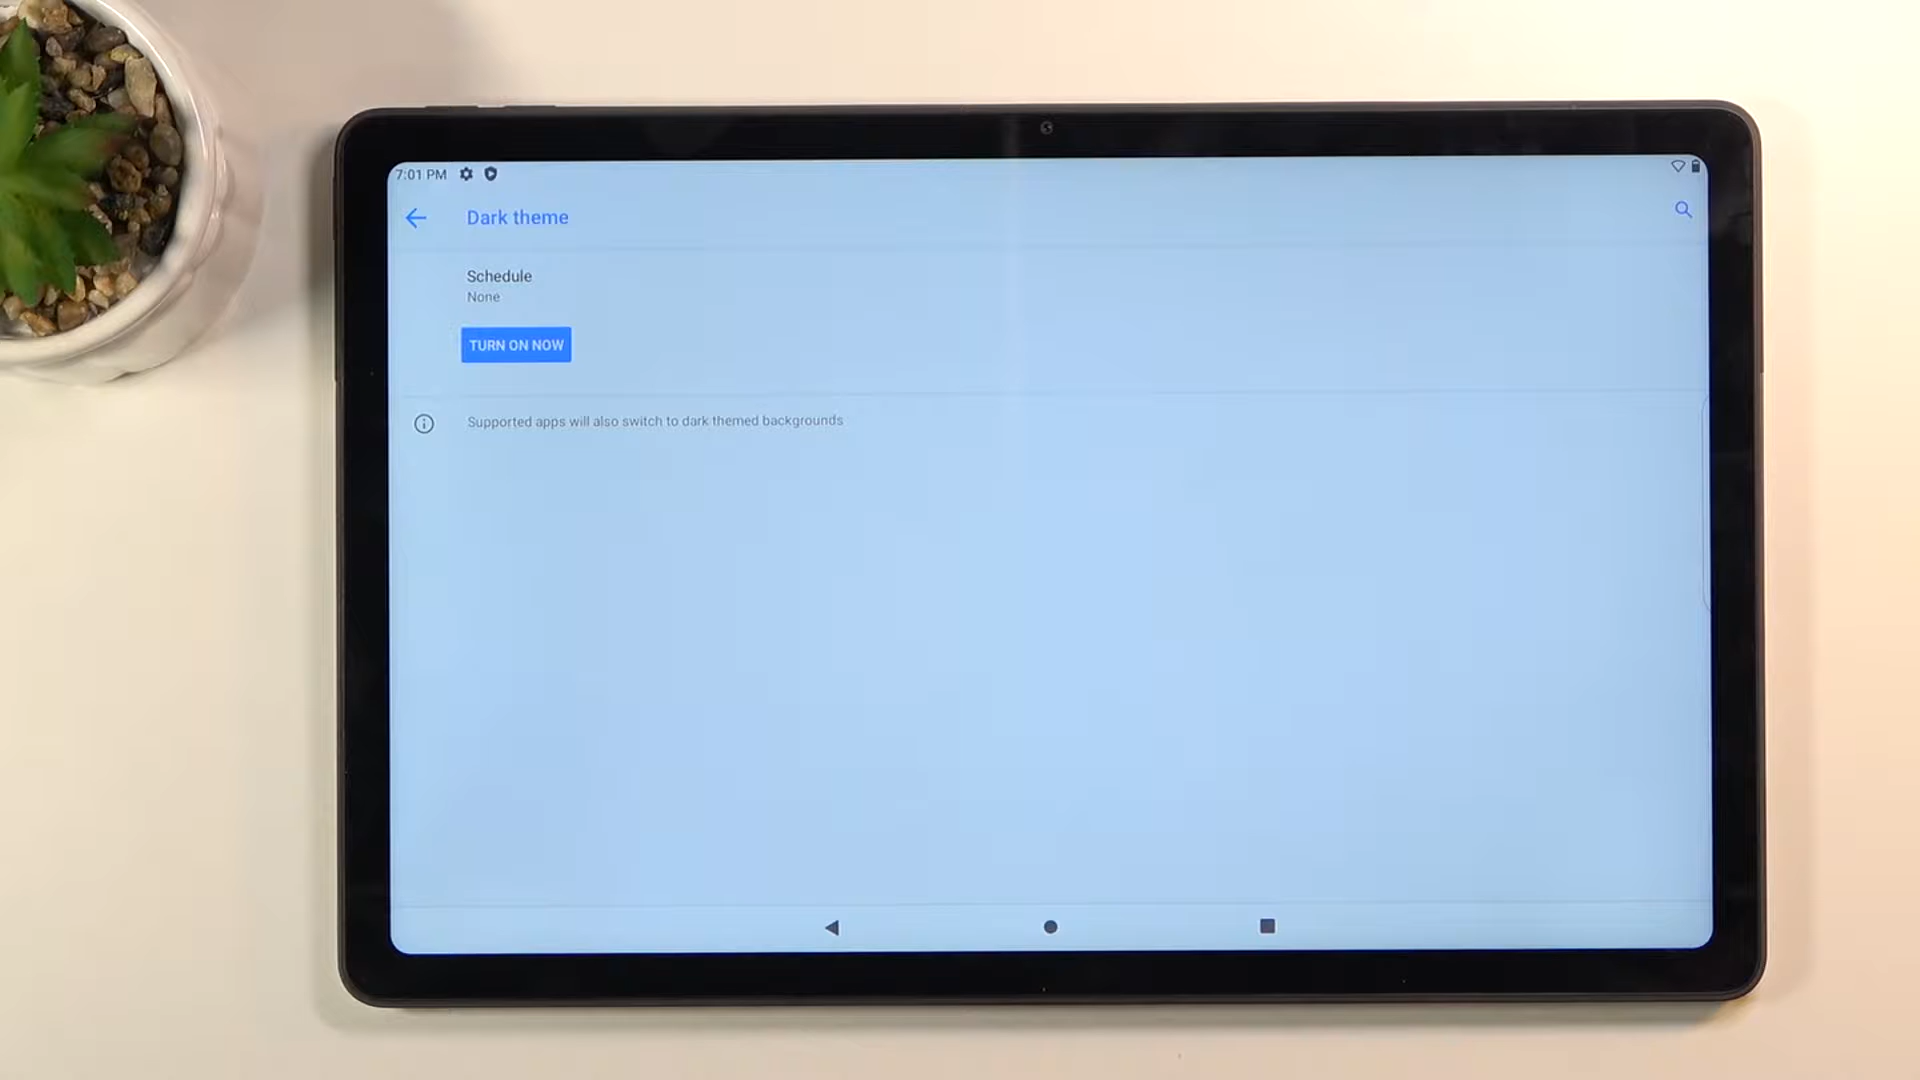 7:01 PM
Dark theme
Schedule
None
TURN ON NOW
Supported apps will also switch to dark themed backgrounds